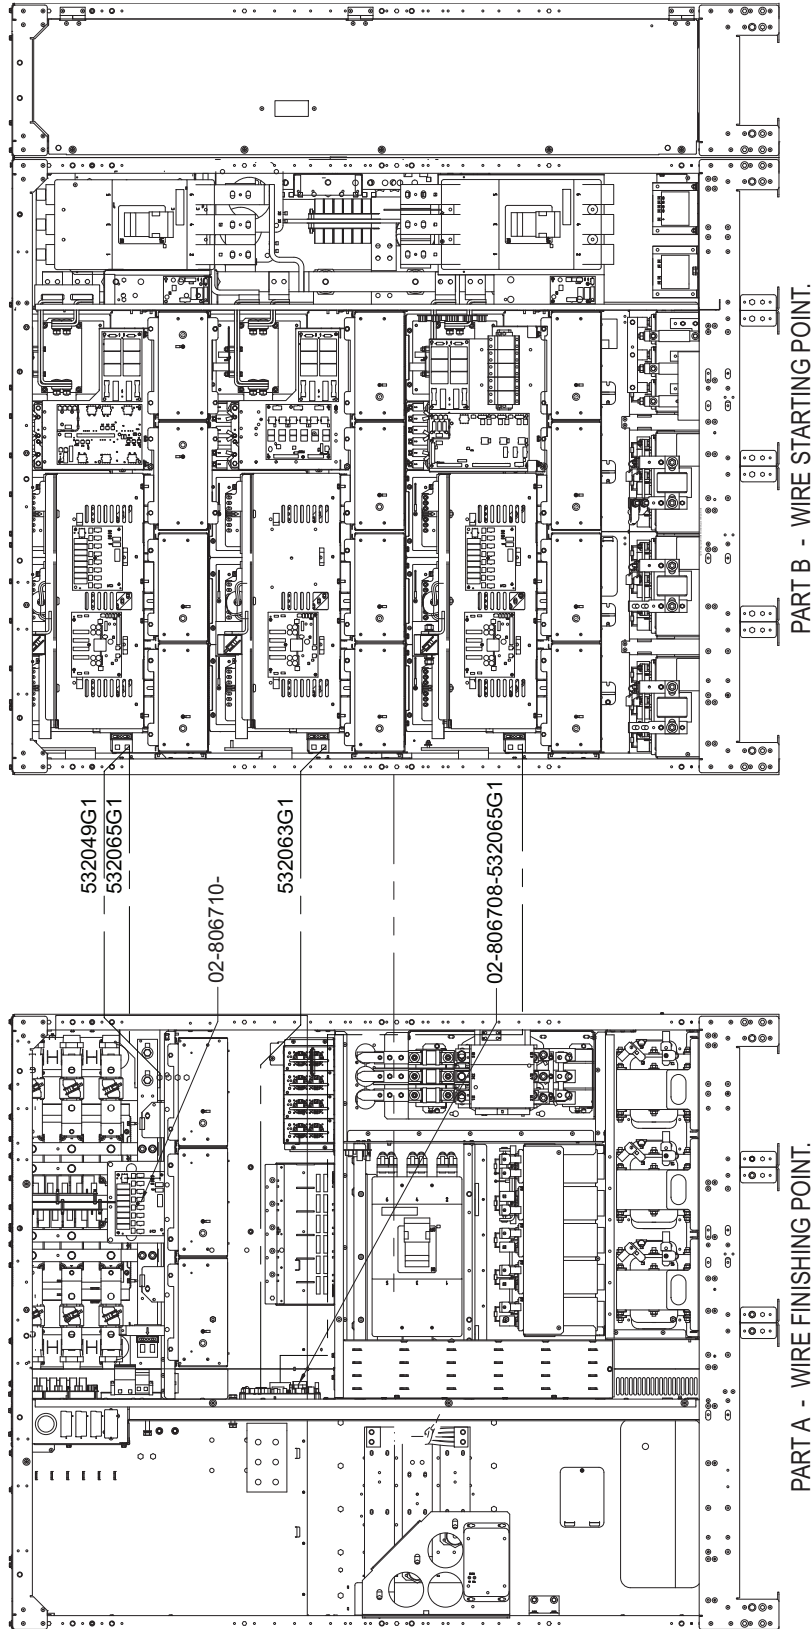 532049G1
532065G1
02-806710-
532063G1
02-806708-532065G1
PART A - WIRE FINISHING POINT.
PART B - WIRE STARTING POINT.